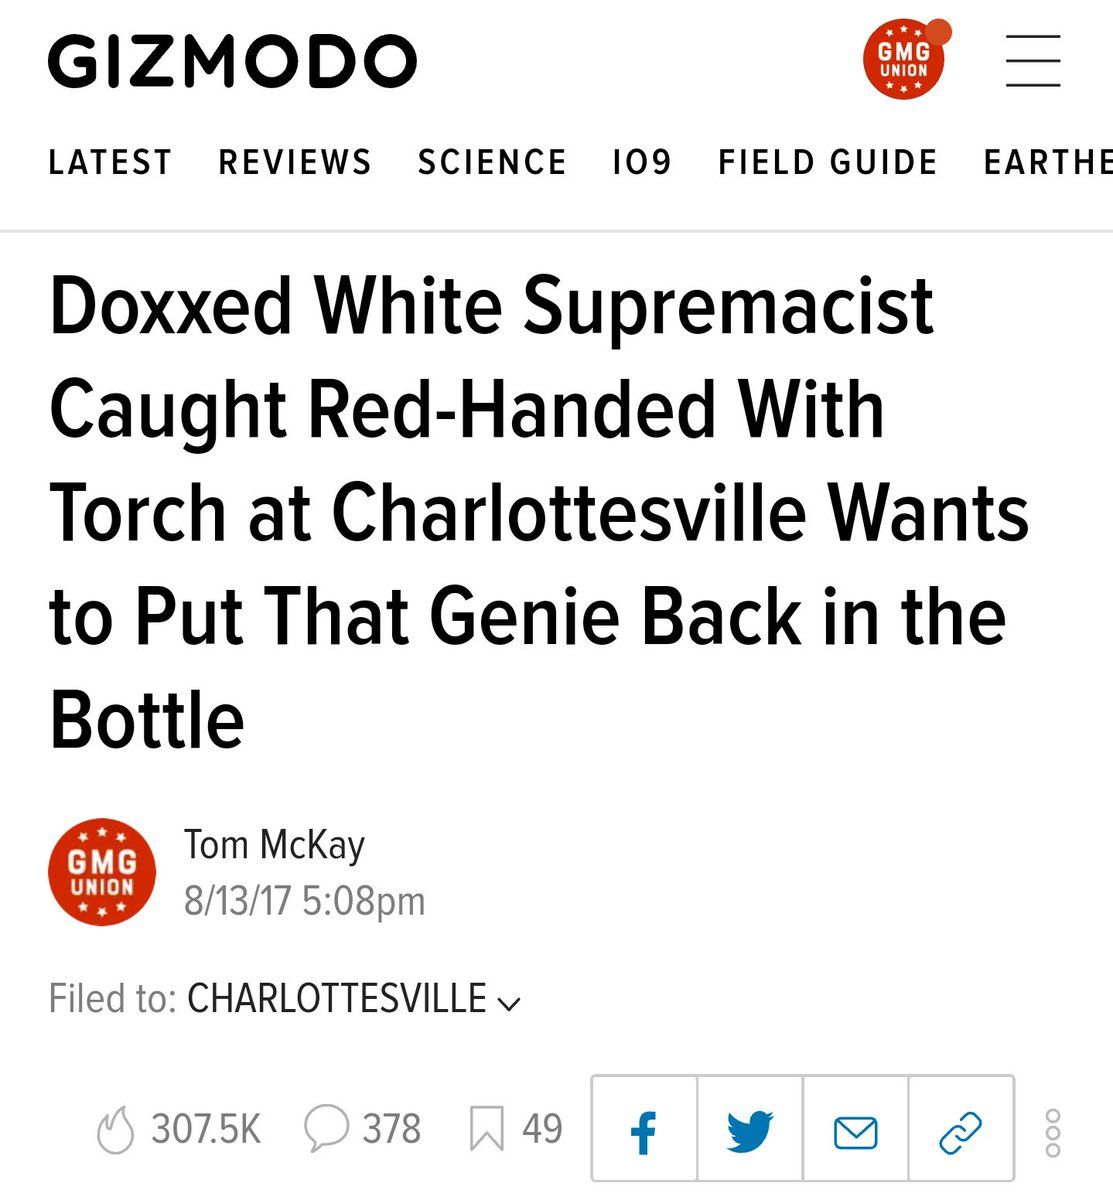 GIZMODO
GMG
UNION
LATEST REVIEWS SCIENCE IO9 FIELD GUIDE EARTHE
Doxxed White Supremacist
Caught Red-Handed With
Torch at Charlottesville Wants
to Put That Genie Back in the
Bottle
GMG
UNION
Tom McKay
8/13/17 5:08pm
Filed to: CHARLOTTESVILLE
307.5K 378 49